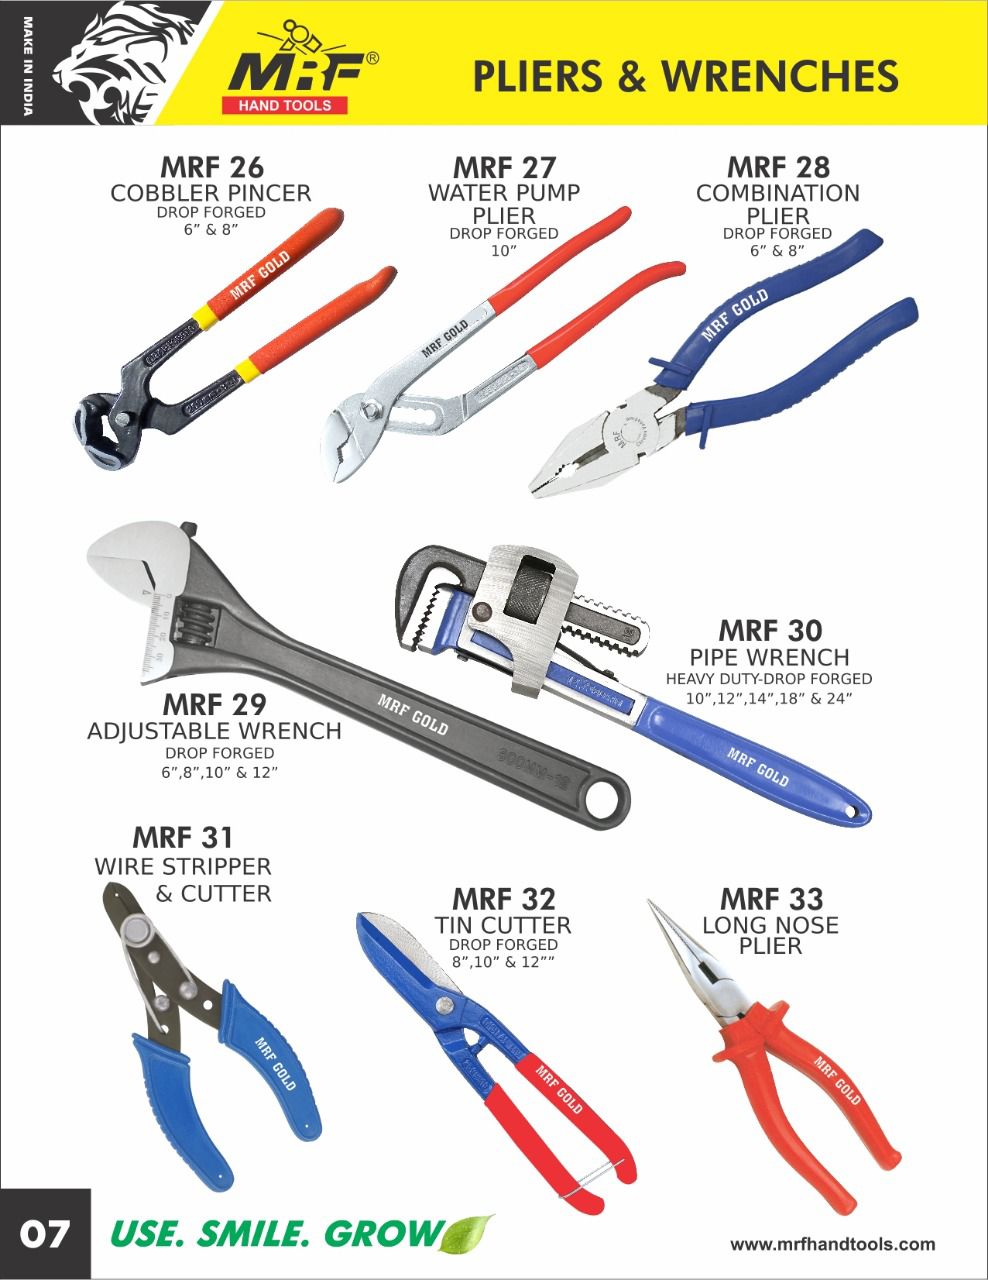 MAKE IN INDIA
MRF®
HAND TOOLS
PLIERS & WRENCHES
MRF 26
COBBLER PINCER
DROP FORGED
6” & 8”
MRF GOLD
MRF 27
WATER PUMP
PLIER
DROP FORGED
10”
MRF GOLD
MRF 28
COMBINATION
PLIER
DROP FORGED
6” & 8”
MRF GOLD
MRF
MRF 29
ADJUSTABLE WRENCH
DROP FORGED
6”,8”,10” & 12”
MRF GOLD
300MM-12
MRF 30
PIPE WRENCH
HEAVY DUTY-DROP FORGED
10”,12”,14”,18” & 24”
MRF GOLD
MRF 31
WIRE STRIPPER
& CUTTER
MRF GOLD
MRF 32
TIN CUTTER
DROP FORGED
8”,10” & 12””
MRF GOLD
MRF 33
LONG NOSE
PLIER
MRF GOLD
07
USE. SMILE. GROW
www.mrfhandtools.com